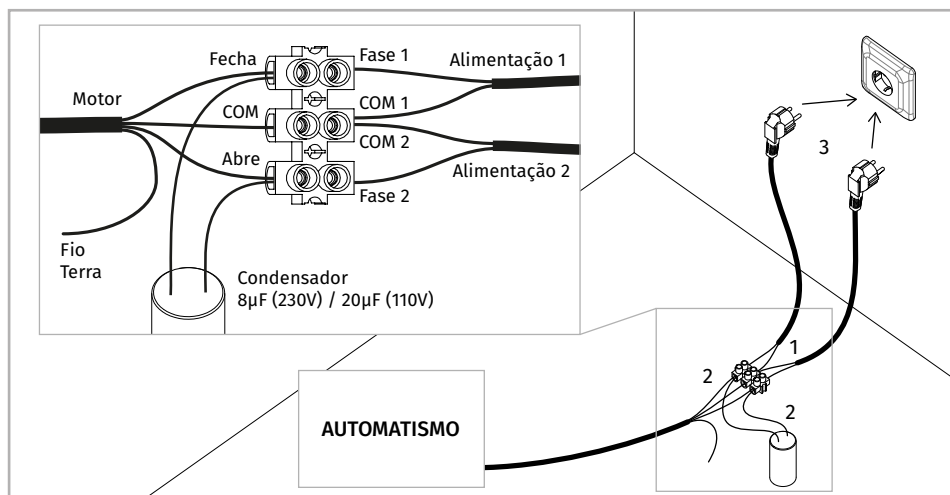 Fecha
Fase 1
Alimentação 1
Motor
COM
COM 1
COM 2
Abre
Alimentação 2
Fase 2
Fio
Terra
Condensador
8µF (230V) / 20µF (110V)
3
1
2
2
AUTOMATISMO